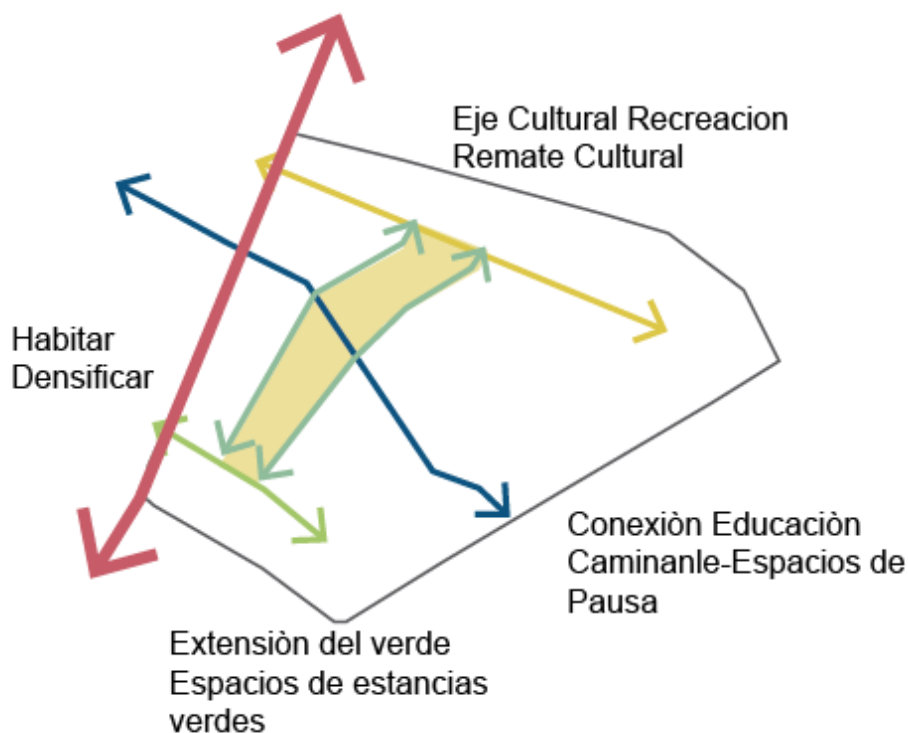 Eje Cultural Recreacion
Remate Cultural
Habitar
Densificar
Conexiòn Educaciòn
Caminanle-Espacios de
Pausa
Extensiòn del verde
Espacios de estancias
verdes